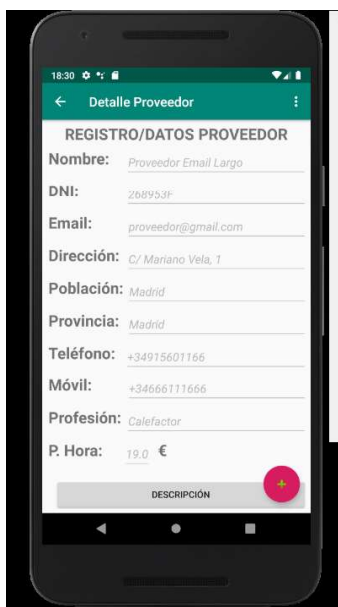 18:30
Detalle Proveedor
REGISTRO/DATOS PROVEEDOR
Nombre: Proveedor Email Largo
DNI: 268953F
Email: proveedor@gmail.com
Dirección: C/ Mariano Vela, 1
Población: Madrid
Provincia: Madrid
Teléfono: +34915601166
Móvil: +34666111666
Profesión: Calefactor
P. Hora: 19.0 €
DESCRIPCIÓN